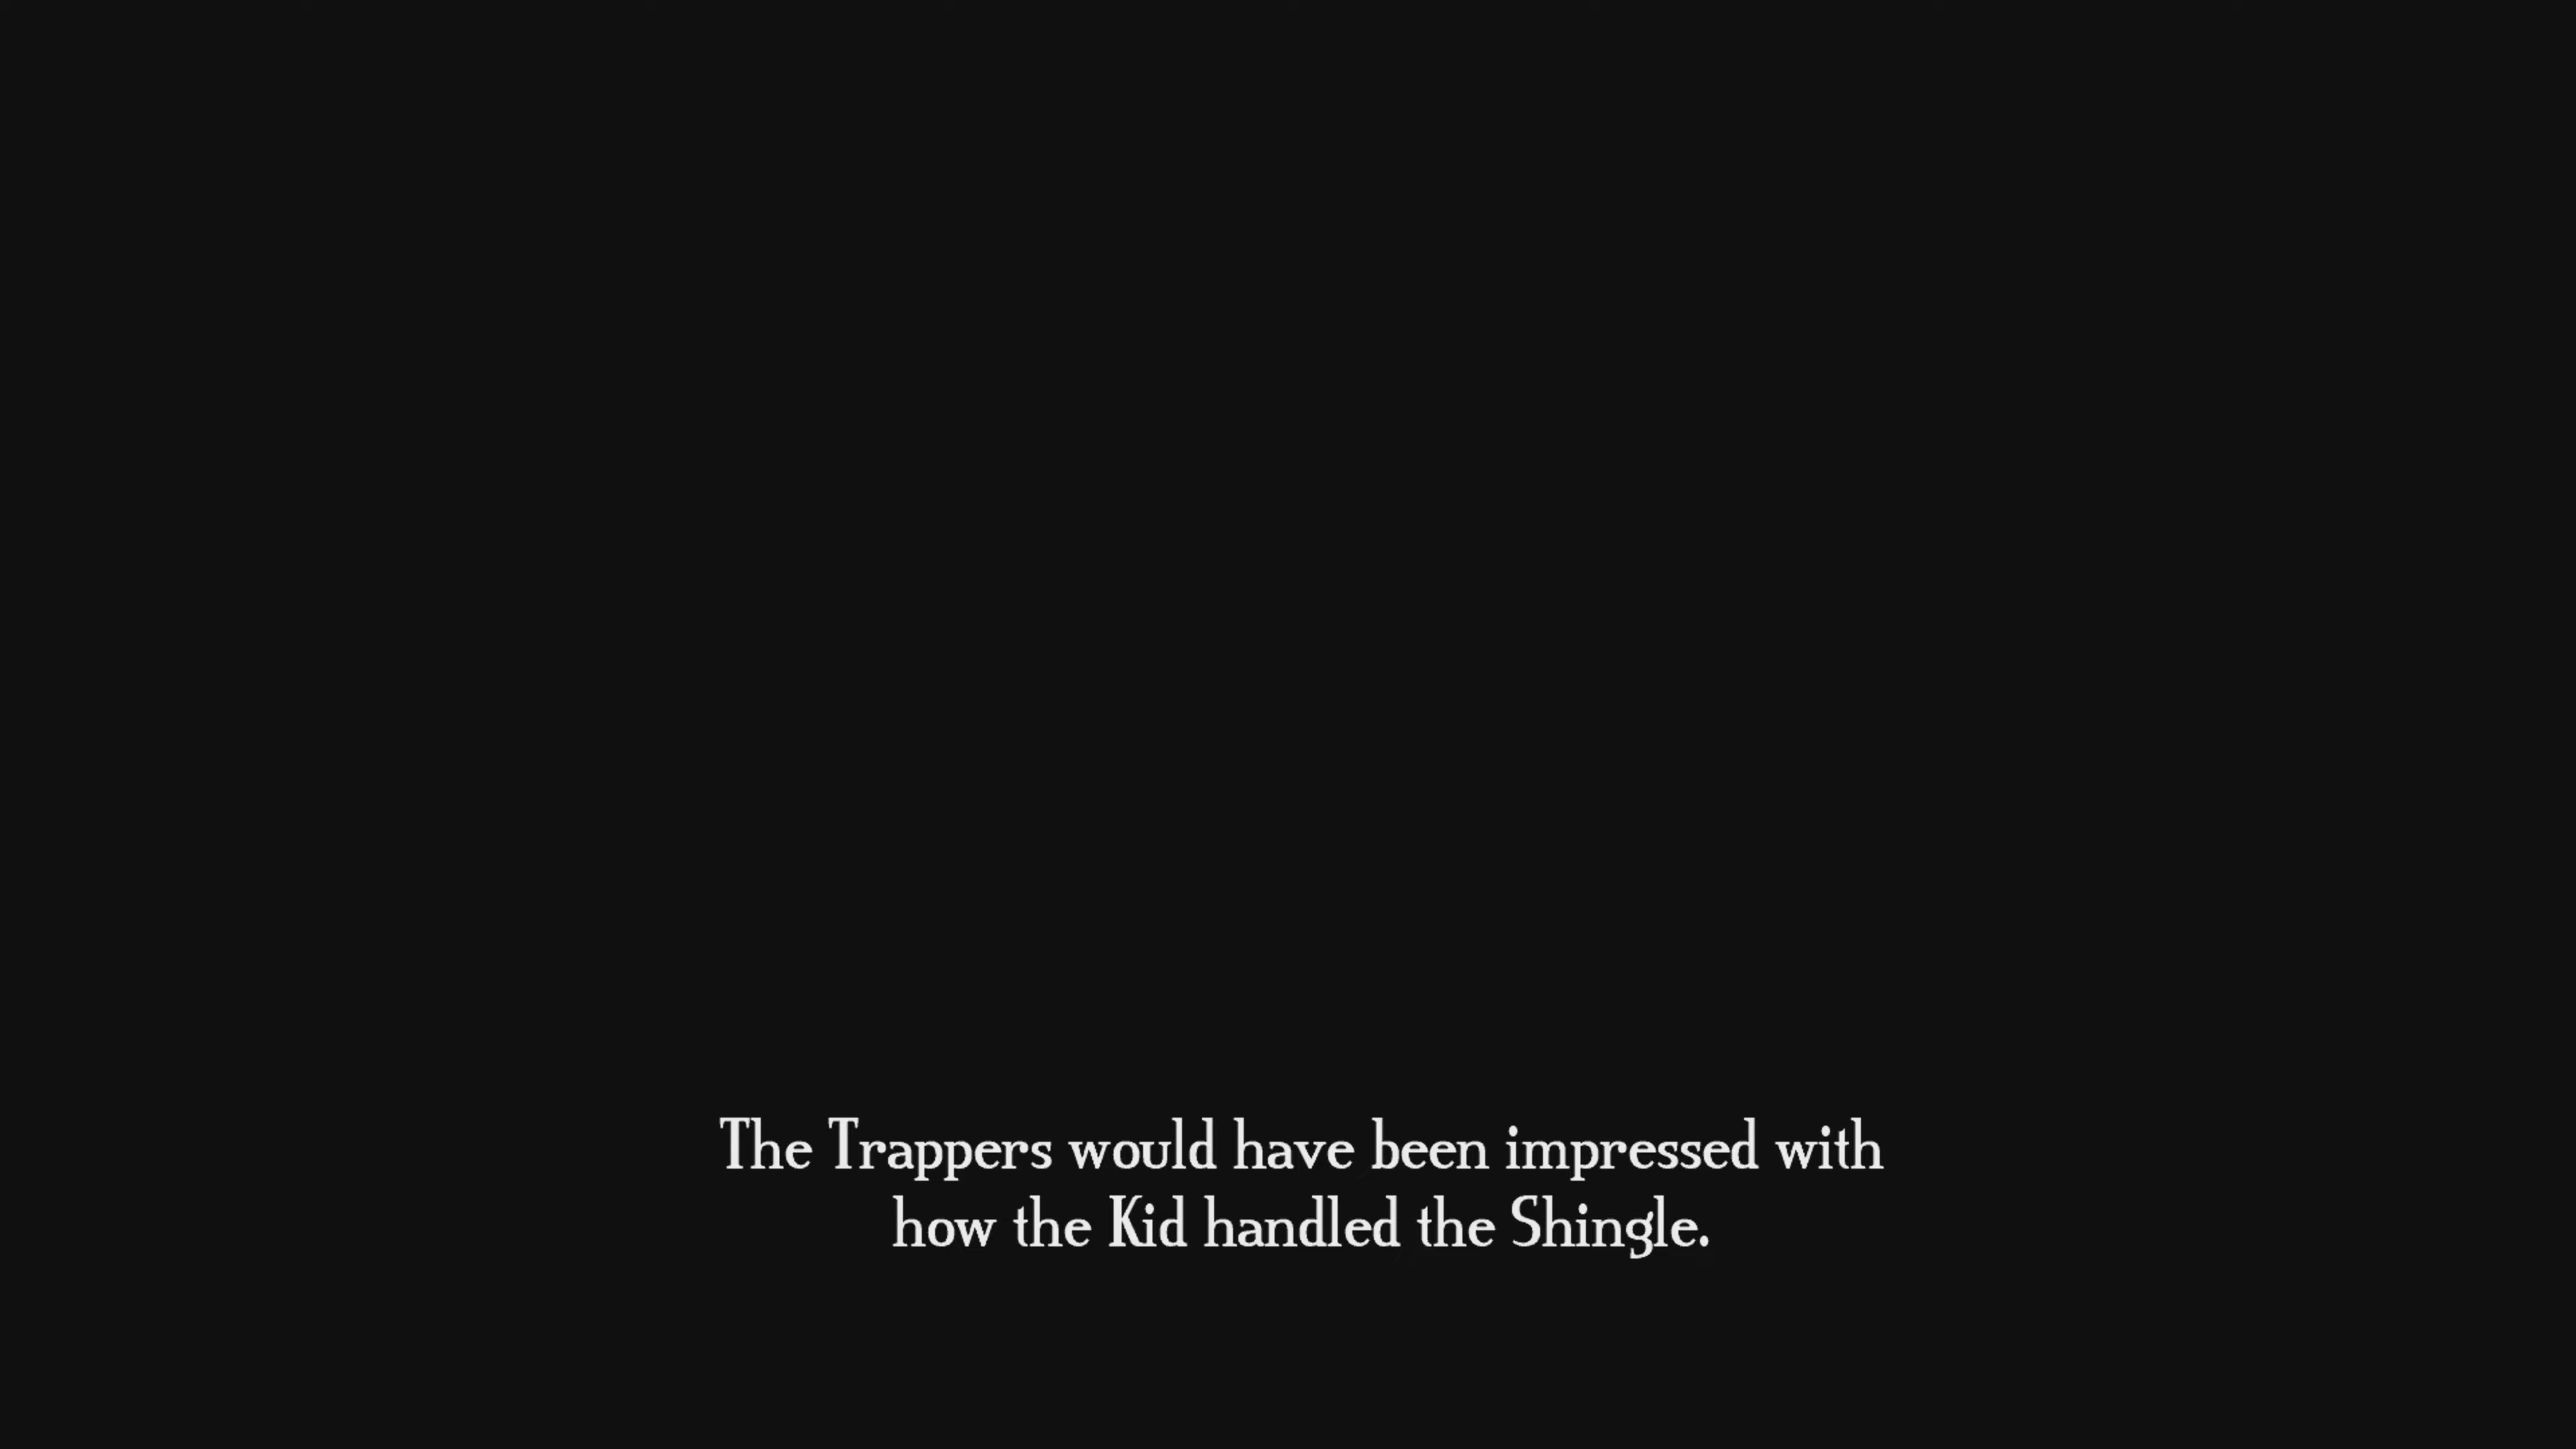 The Trappers would have been impressed with
how the Kid handled the Shingle.